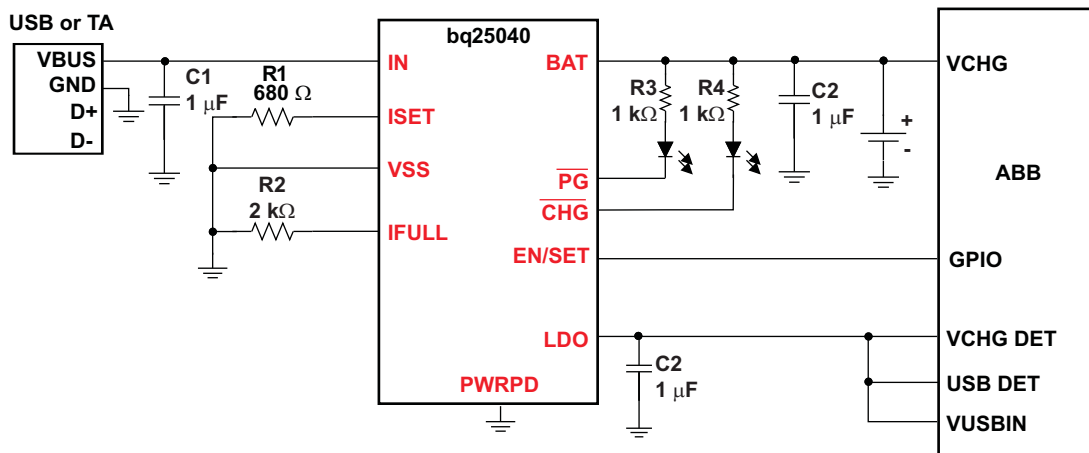 USB or TA
VBUS
GND
D+
D-
C1
1 μF
R1
680 Ω
R2
2 kΩ
bq25040
IN
ISET
VSS
IFULL
BAT
PG
CHG
EN/SET
LDO
PWRPD
R3
1 kΩ
R4
1 kΩ
C2
1 μF
+
-
C2
1 μF
VCHG
ABB
GPIO
VCHG DET
USB DET
VUSBIN